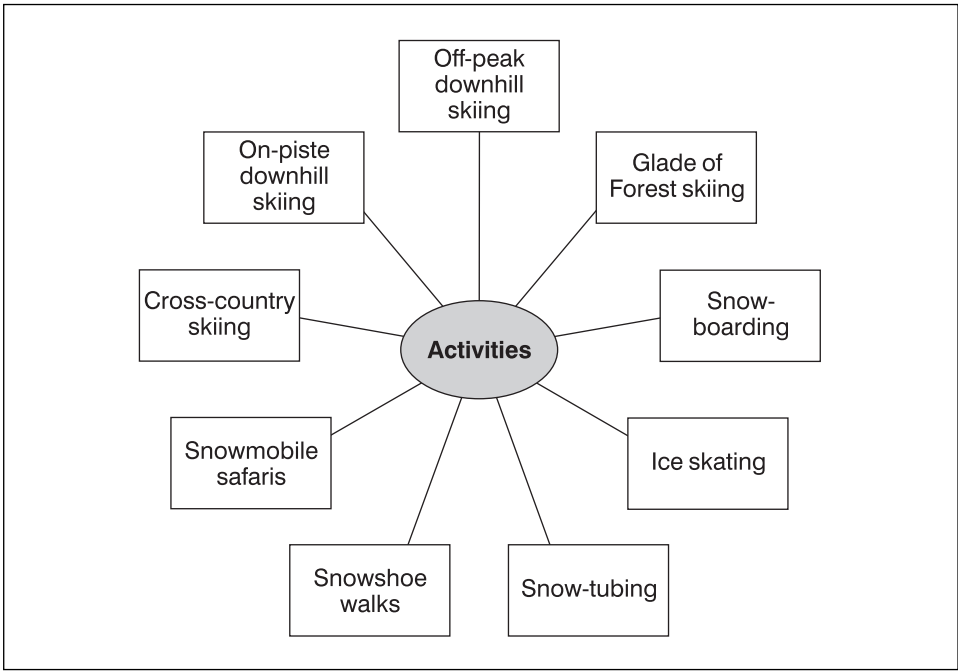 Off-peak
downhill
skiing
On-piste
downhill
skiing
Glade of
Forest skiing
Cross-country
skiing
Snow-
boarding
Activities
Snowmobile
safaris
Ice skating
Snowshoe
walks
Snow-tubing